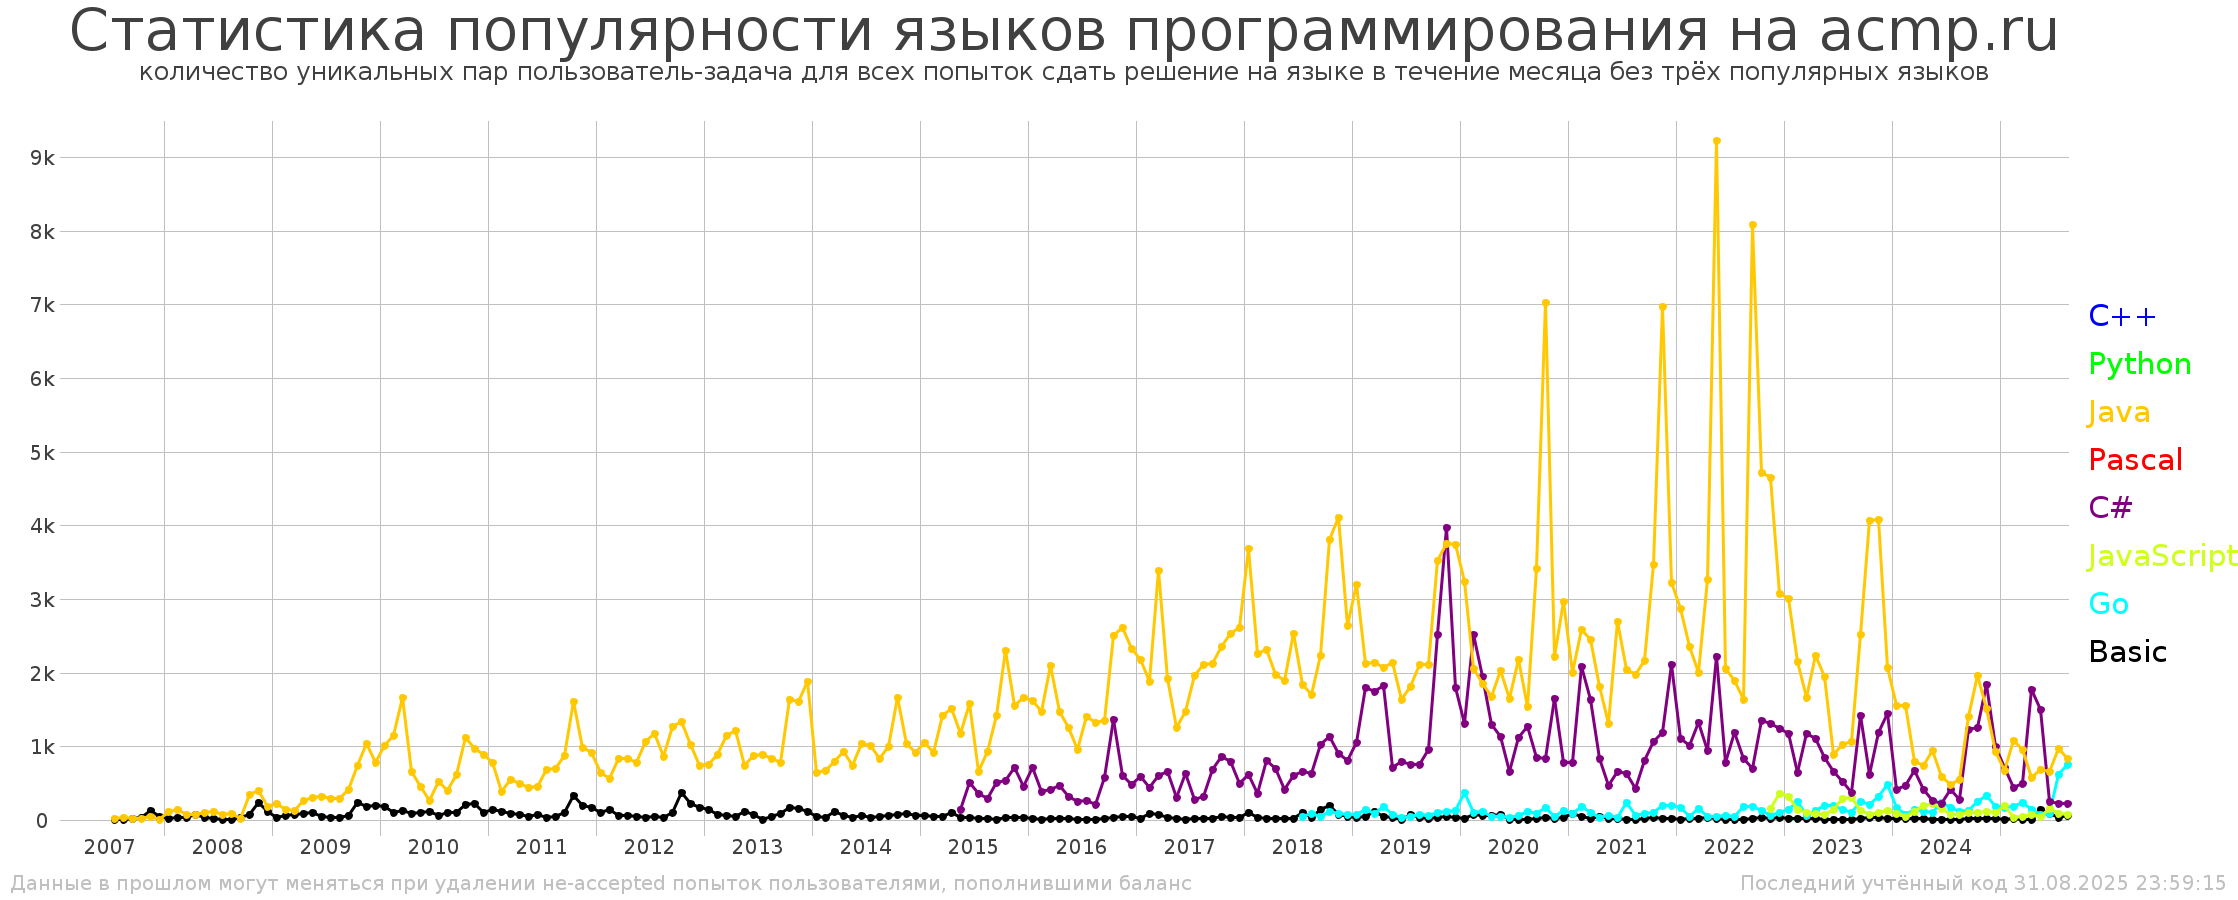 Статистика популярности языков программирования на acmp.ru
количество уникальных пар пользователь-задача для всех попыток сдать решение на языке в течение месяца без трёх популярных языков
9k
8k
7k
6k
5k
4k
3k
2k
1k
0
2007 2008 2009 2010 2011 2012 2013 2014 2015 2016 2017 2018 2019 2020 2021 2022 2023 2024
C++
Python
Java
Pascal
C#
JavaScript
Go
Basic
Данные в прошлом могут меняться при удалении не-accepted попыток пользователями, пополнившими баланс
Последний учтённый код 31.08.2025 23:59:15